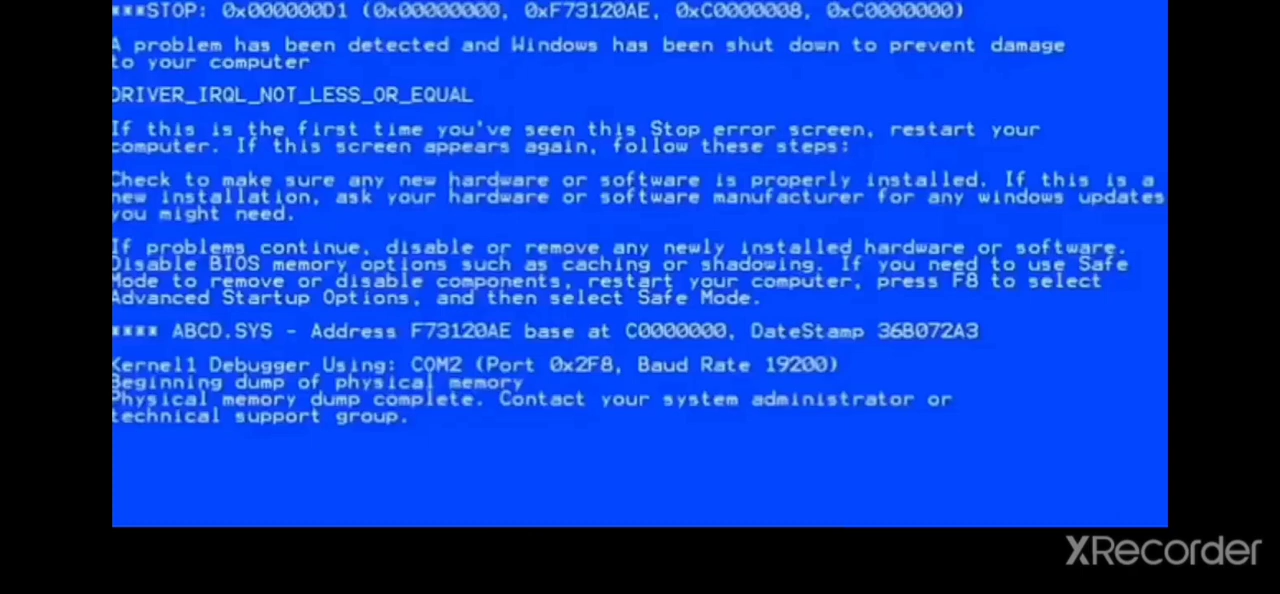 ***STOP: 0x000000D1 (0x00000000, 0xF73120AE, 0xC0000008, 0xC0000000)
A problem has been detected and Windows has been shut down to prevent damage
to your computer
DRIVER_IRQL_NOT_LESS_OR_EQUAL
If this is the first time you've seen this Stop error screen, restart your
computer. If this screen appears again, follow these steps:
Check to make sure any new hardware or software is properly installed. If this is a
new installation, ask your hardware or software manufacturer for any windows updates
you might need.
If problems continue, disable or remove any newly installed hardware or software.
Disable BIOS memory options such as caching or shadowing. If you need to use Safe
Mode to remove or disable components, restart your computer, press F8 to select
Advanced Startup Options, and then select Safe Mode.
**** ABCD.SYS - Address F73120AE base at C0000000, DateStamp 36B072A3
Kernel1 Debugger Using: COM2 (Port 0x2F8, Baud Rate 19200)
Beginning dump of physical memory
Physical memory dump complete. Contact your system administrator or
technical support group.
XRecorder